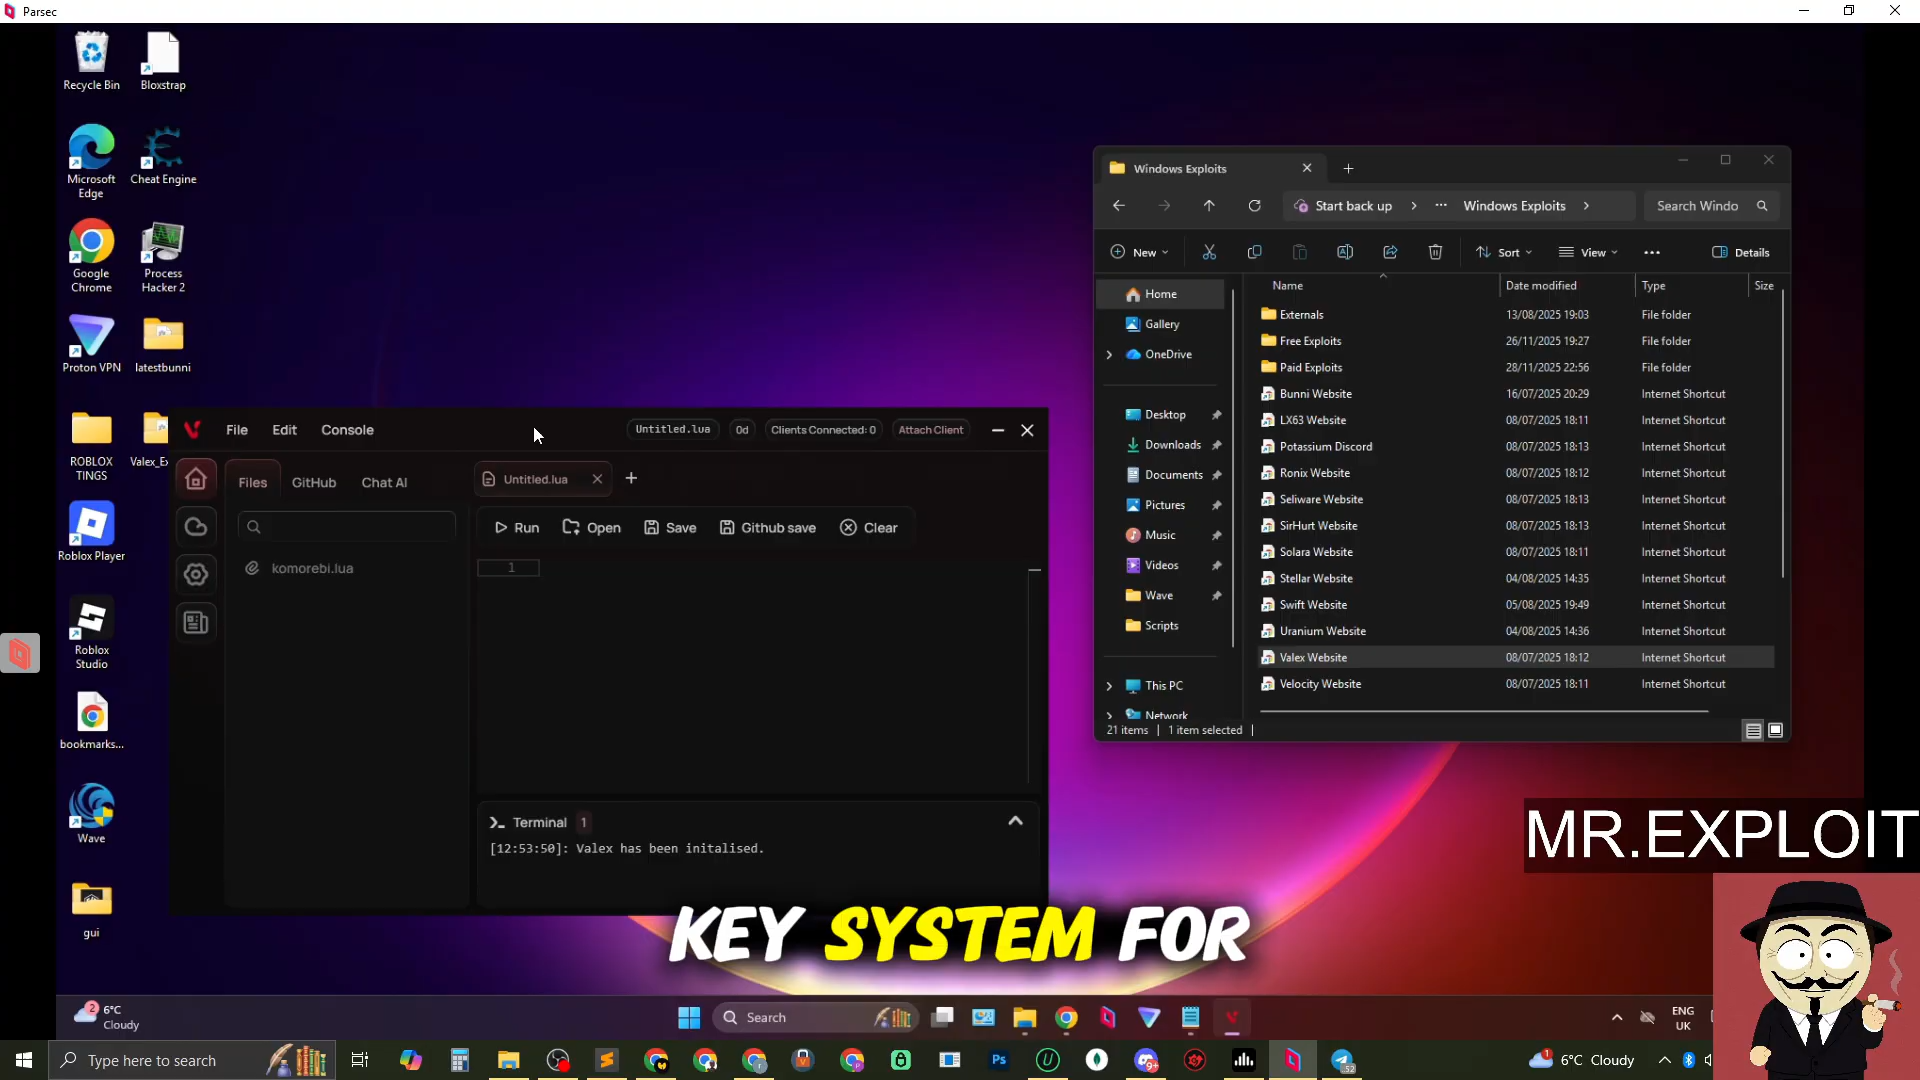 Parsec
Recycle Bin
Bloxstrap
Microsoft Edge
Cheat Engine
Google Chrome
Process Hacker 2
Proton VPN
latestbunni
ROBLOX TINGS
Valex_Ex
Roblox Player
Roblox Studio
bookmarks...
Wave
gui
File Edit Console
Untitled.lua 0d Clients Connected: 0 Attach Client
Files GitHub Chat AI
Untitled.lua
Run Open Save Github save Clear
komorebi.lua
1
Terminal 1
[12:53:50]: Valex has been initalised.
Windows Exploits
Start back up ... Windows Exploits Search Windo
New Sort View ... Details
Home
Gallery
OneDrive
Desktop
Downloads
Documents
Pictures
Music
Videos
Wave
Scripts
This PC
Network
Name Date modified Type Size
Externals 13/08/2025 19:03 File folder
Free Exploits 26/11/2025 19:27 File folder
Paid Exploits 28/11/2025 22:56 File folder
Bunni Website 16/07/2025 20:29 Internet Shortcut
LX63 Website 08/07/2025 18:11 Internet Shortcut
Potassium Discord 08/07/2025 18:13 Internet Shortcut
Ronix Website 08/07/2025 18:12 Internet Shortcut
Seliware Website 08/07/2025 18:13 Internet Shortcut
SirHurt Website 08/07/2025 18:13 Internet Shortcut
Solara Website 08/07/2025 18:11 Internet Shortcut
Stellar Website 04/08/2025 14:35 Internet Shortcut
Swift Website 05/08/2025 19:49 Internet Shortcut
Uranium Website 04/08/2025 14:36 Internet Shortcut
Valex Website 08/07/2025 18:12 Internet Shortcut
Velocity Website 08/07/2025 18:11 Internet Shortcut
21 items 1 item selected
MR.EXPLOIT
KEY SYSTEM FOR
2
6°C
Cloudy
Search
ENG
UK
Type here to search
Ps
9+
52
1
6°C Cloudy